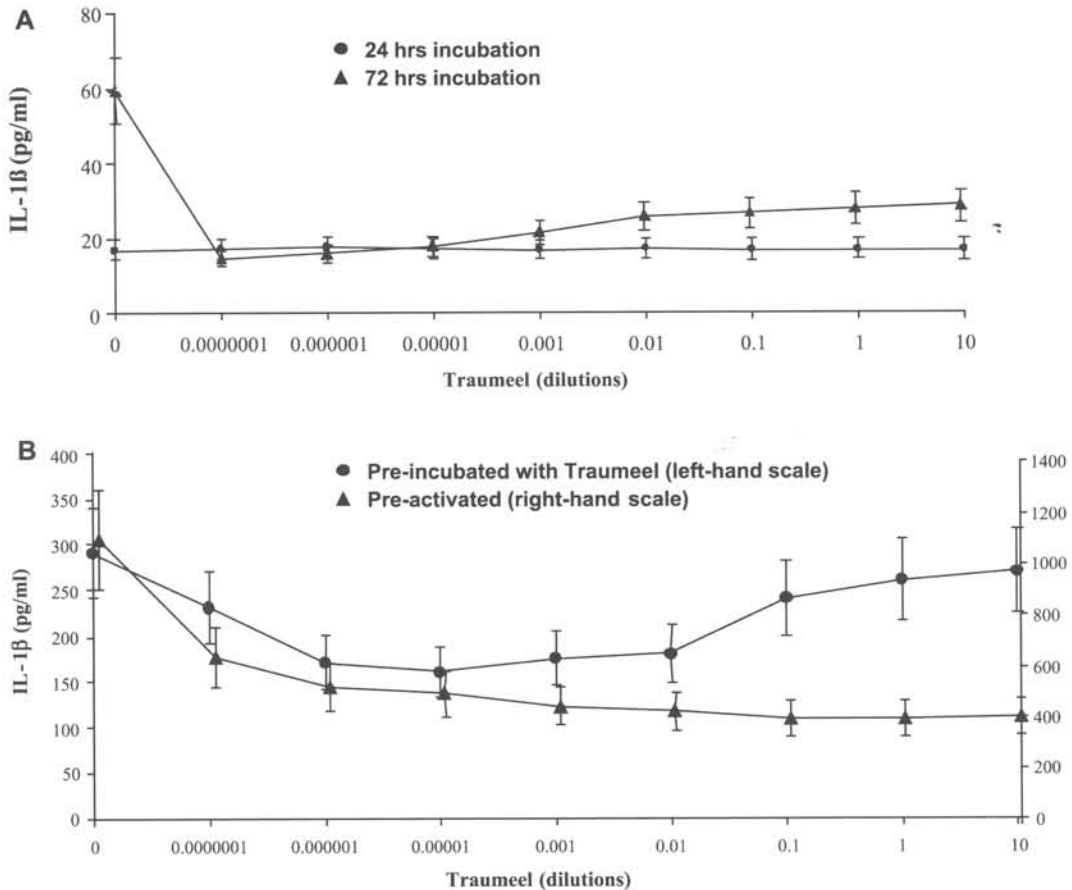 A
80
60
40
20
0
IL-1ß (pg/ml)
24 hrs incubation
72 hrs incubation
0 0.0000001 0.000001 0.00001 0.001 0.01 0.1 1 10
Traumeel (dilutions)
B
400
350
300
250
200
150
100
50
0
IL-1β (pg/ml)
Pre-incubated with Traumeel (left-hand scale)
Pre-activated (right-hand scale)
1400
1200
1000
800
600
400
200
0
0 0.0000001 0.000001 0.00001 0.001 0.01 0.1 1 10
Traumeel (dilutions)